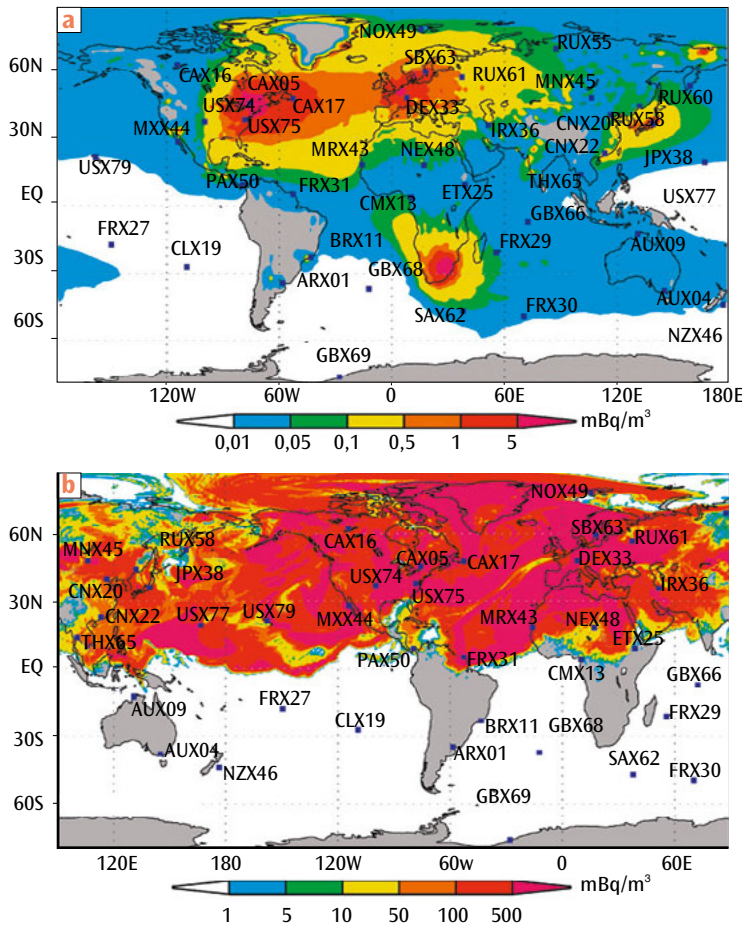 a
NOX49
RUX55
SBX63
60N
CAX16
CAX05
RUX61
MNX45
USX74
CAX17
DEX33
RUX60
30N
MXX44
USX75
IRX36
CNX20
RUX58
CNX22
USX79
MRX43
NEX48
JPX38
PAX50
FRX31
THX65
EQ
CMX13
ETX25
USX77
FRX27
GBX66
BRX11
FRX29
AUX09
30S
CLX19
GBX68
ARX01
AUX04
60S
SAX62
FRX30
NZX46
GBX69
120W 60W 0 60E 120E 180E
mBq/m³
0,01 0,05 0,1 0,5 1 5
b
NOX49
60N
MNX45
RUX58
CAX16
SBX63
RUX61
JPX38
CAX05
CAX17
DEX33
CNX20
USX74
IRX36
30N
CNX22
USX77
USX79
MXX44
USX75
MRX43
NEX48
THX65
ETX25
EQ
PAX50
FRX31
CMX13
GBX66
AUX09
FRX27
CLX19
BRX11
GBX68
FRX29
30S
AUX04
ARX01
NZX46
SAX62
FRX30
60S
GBX69
120E 180 120W 60W 0 60E
mBq/m³
1 5 10 50 100 500